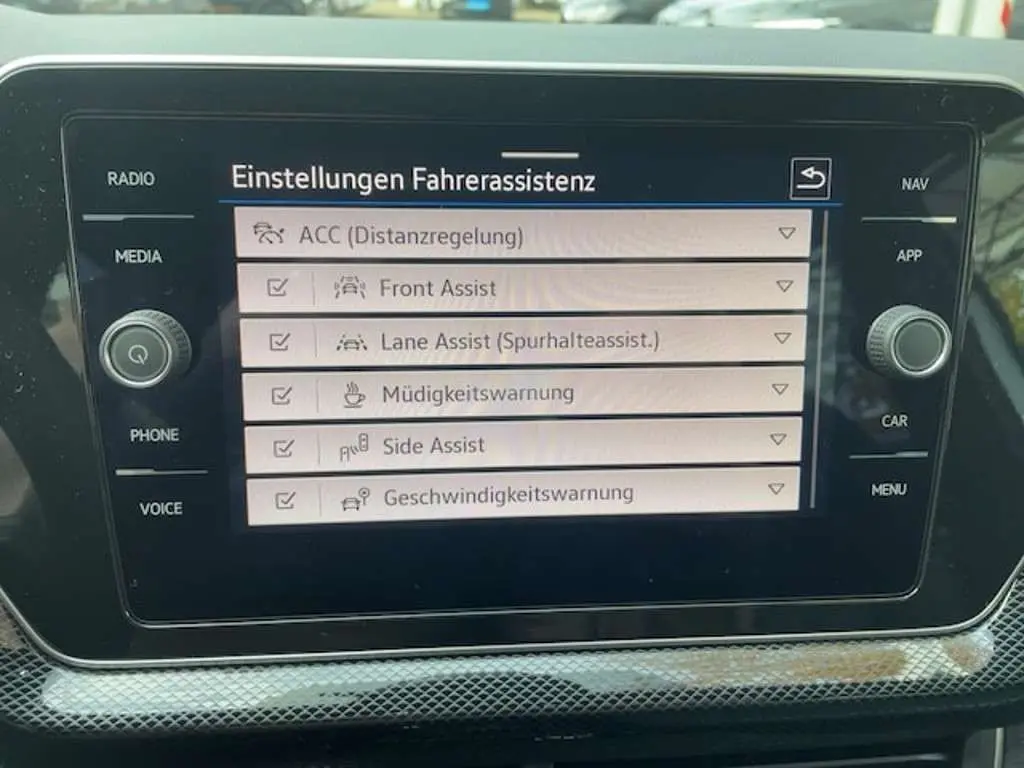 Einstellungen Fahrerassistenz
RADIO
MEDIA
PHONE
VOICE
ACC (Distanzregelung)
Front Assist
Lane Assist (Spurhalteassist.)
Müdigkeitswarnung
Side Assist
Geschwindigkeitswarnung
NAV
APP
CAR
MENU